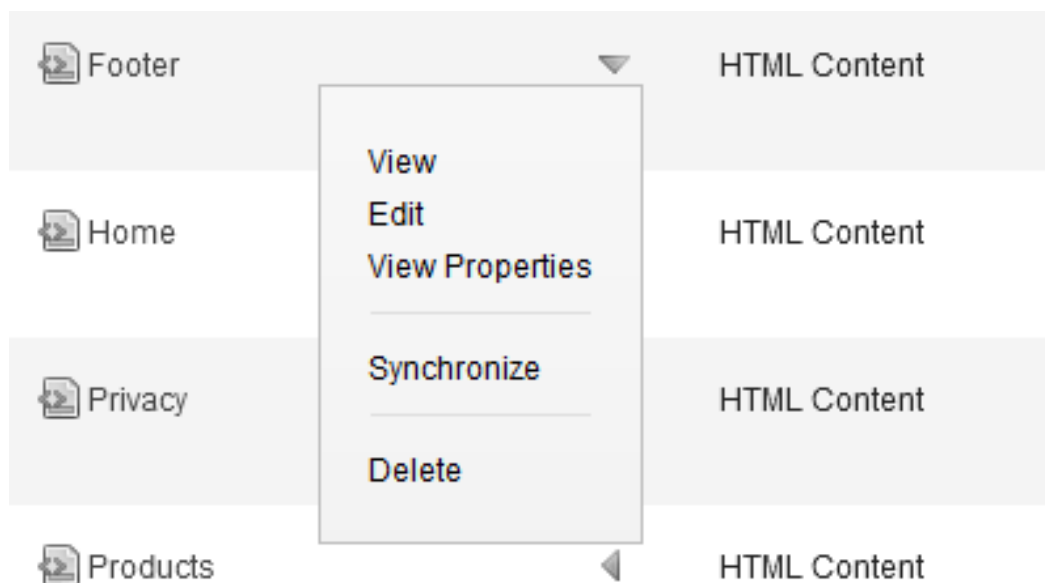 Footer HTML Content
View
Edit
Home HTML Content
View Properties
Synchronize
Privacy HTML Content
Delete
Products HTML Content